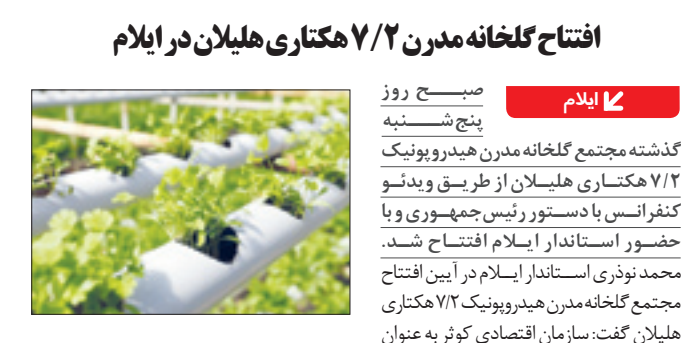 افتتاح گلخانه مدرن ۷/۲ هکتاری هلیلان در ایلام
ایلام
صبح روز
پنج‌شنبه
گذشته مجتمع گلخانه مدرن هیدروپونیک
۷/۲ هکتاری هلیلان از طریق ویدئو
کنفرانس با دستور رئیس جمهوری و با
حضور استاندار ایلام افتتاح شد.
محمد نوذری استاندار ایلام در آیین افتتاح
مجتمع گلخانه مدرن هیدروپونیک ۷/۲ هکتاری
هلیلان گفت: سازمان اقتصادی کوثر به عنوان